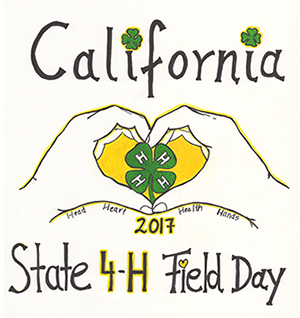 California
H H
H H
Head Heart Health Hands
2017
State 4-H Field Day